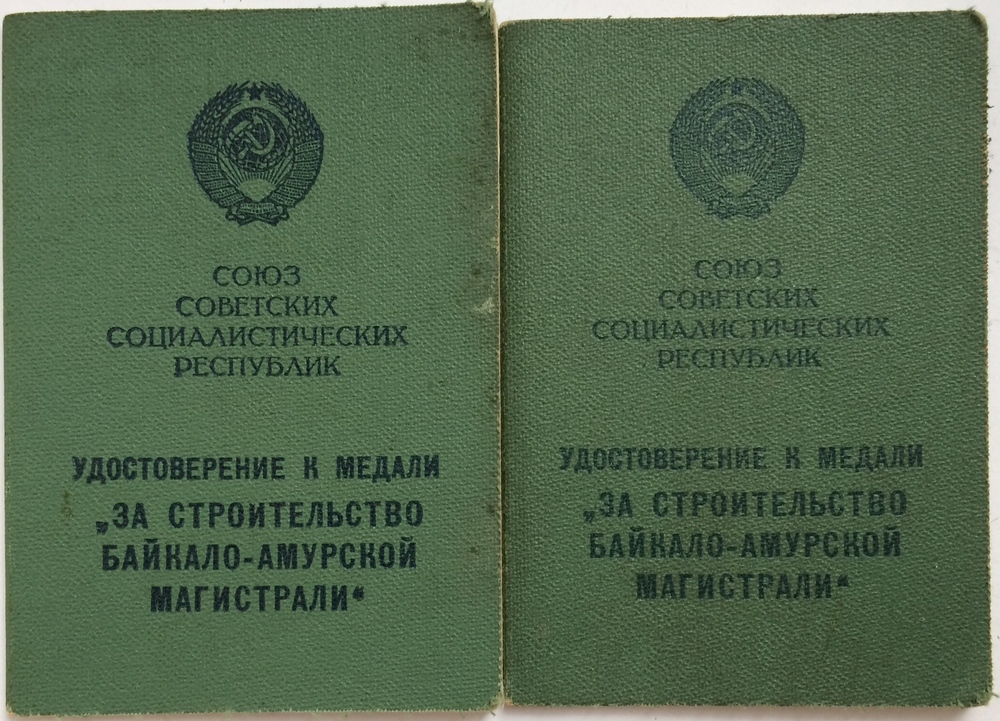 СОЮЗ
СОВЕТСКИХ
СОЦИАЛИСТИЧЕСКИХ
РЕСПУБЛИК
УДОСТОВЕРЕНИЕ К МЕДАЛИ
„ЗА СТРОИТЕЛЬСТВО
БАЙКАЛО-АМУРСКОЙ
МАГИСТРАЛИ“
СОЮЗ
СОВЕТСКИХ
СОЦИАЛИСТИЧЕСКИХ
РЕСПУБЛИК
УДОСТОВЕРЕНИЕ К МЕДАЛИ
„ЗА СТРОИТЕЛЬСТВО
БАЙКАЛО-АМУРСКОЙ
МАГИСТРАЛИ“